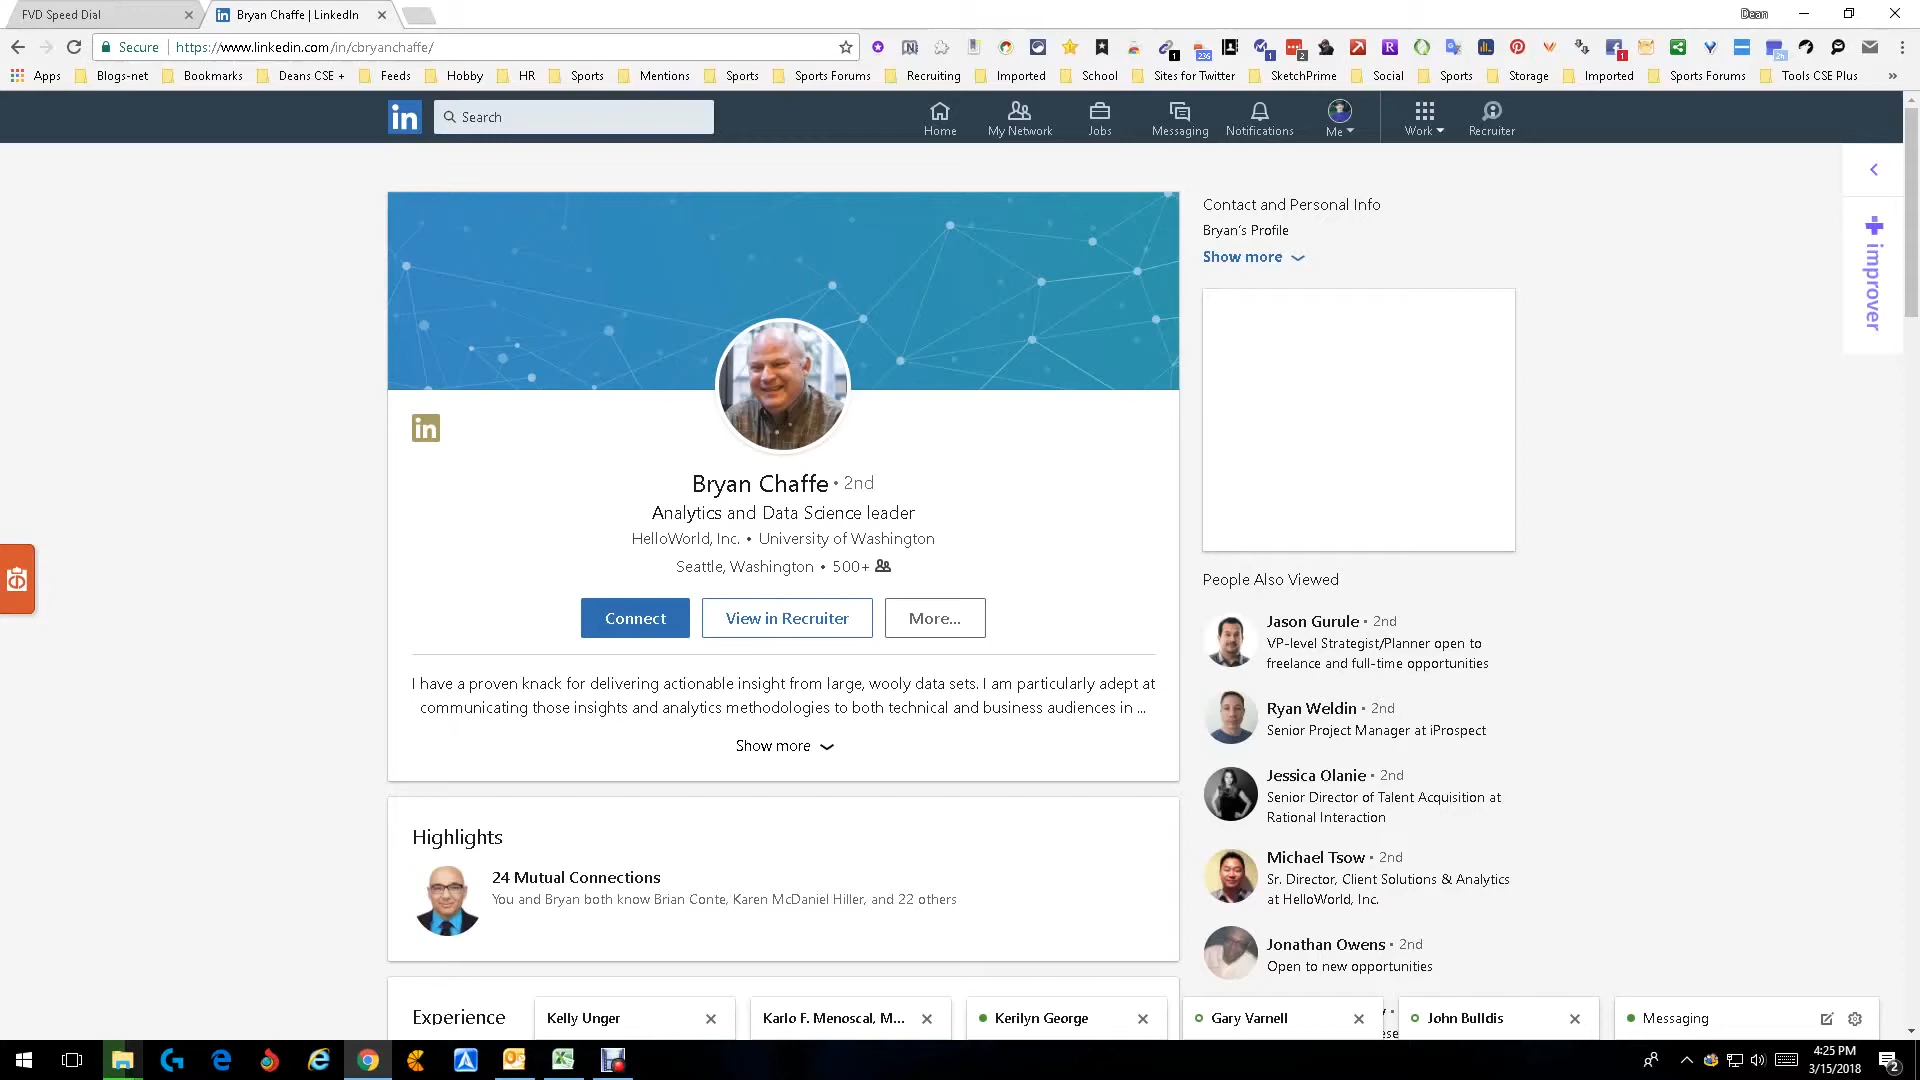 FVD Speed Dial
Bryan Chaffe | LinkedIn
Dean
Secure
https://www.linkedin.com/in/cbryanchaffe/
1
236
1
2
1
Apps
Blogs-net
Bookmarks
Deans CSE +
Feeds
Hobby
HR
Sports
Mentions
Sports
Sports Forums
Recruiting
Imported
School
Sites for Twitter
SketchPrime
Social
Sports
Storage
Imported
Sports Forums
Tools CSE Plus
in
Search
Home
My Network
Jobs
Messaging
Notifications
Me
Work
Recruiter
improver
Contact and Personal Info
Bryan's Profile
Show more
in
Bryan Chaffe • 2nd
Analytics and Data Science leader
HelloWorld, Inc. • University of Washington
Seattle, Washington • 500+
Connect
View in Recruiter
More...
I have a proven knack for delivering actionable insight from large, wooly data sets. I am particularly adept at
communicating those insights and analytics methodologies to both technical and business audiences in ...
Show more
People Also Viewed
Jason Gurule • 2nd
VP-level Strategist/Planner open to
freelance and full-time opportunities
Ryan Weldin • 2nd
Senior Project Manager at iProspect
Jessica Olanie • 2nd
Senior Director of Talent Acquisition at
Rational Interaction
Michael Tsow • 2nd
Sr. Director, Client Solutions & Analytics
at HelloWorld, Inc.
Jonathan Owens • 2nd
Open to new opportunities
Highlights
24 Mutual Connections
You and Bryan both know Brian Conte, Karen McDaniel Hiller, and 22 others
Experience
Kelly Unger
Karlo F. Menoscal, M...
Kerilyn George
Gary Varnell
John Bulldis
Messaging
4:25 PM
3/15/2018
2